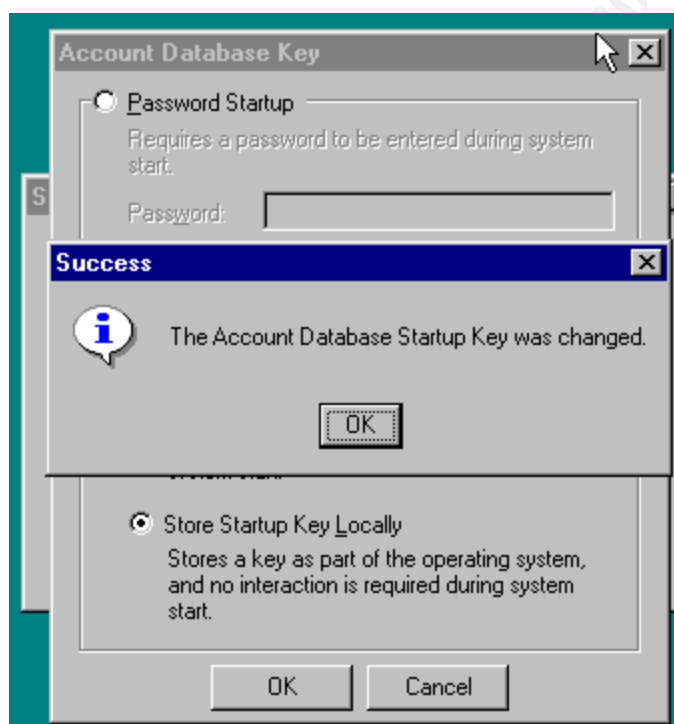 Account Database Key
Password Startup
Requires a password to be entered during system
start.
Password:
S
Success
The Account Database Startup Key was changed.
OK
Store Startup Key Locally
Stores a key as part of the operating system,
and no interaction is required during system
start.
OK
Cancel